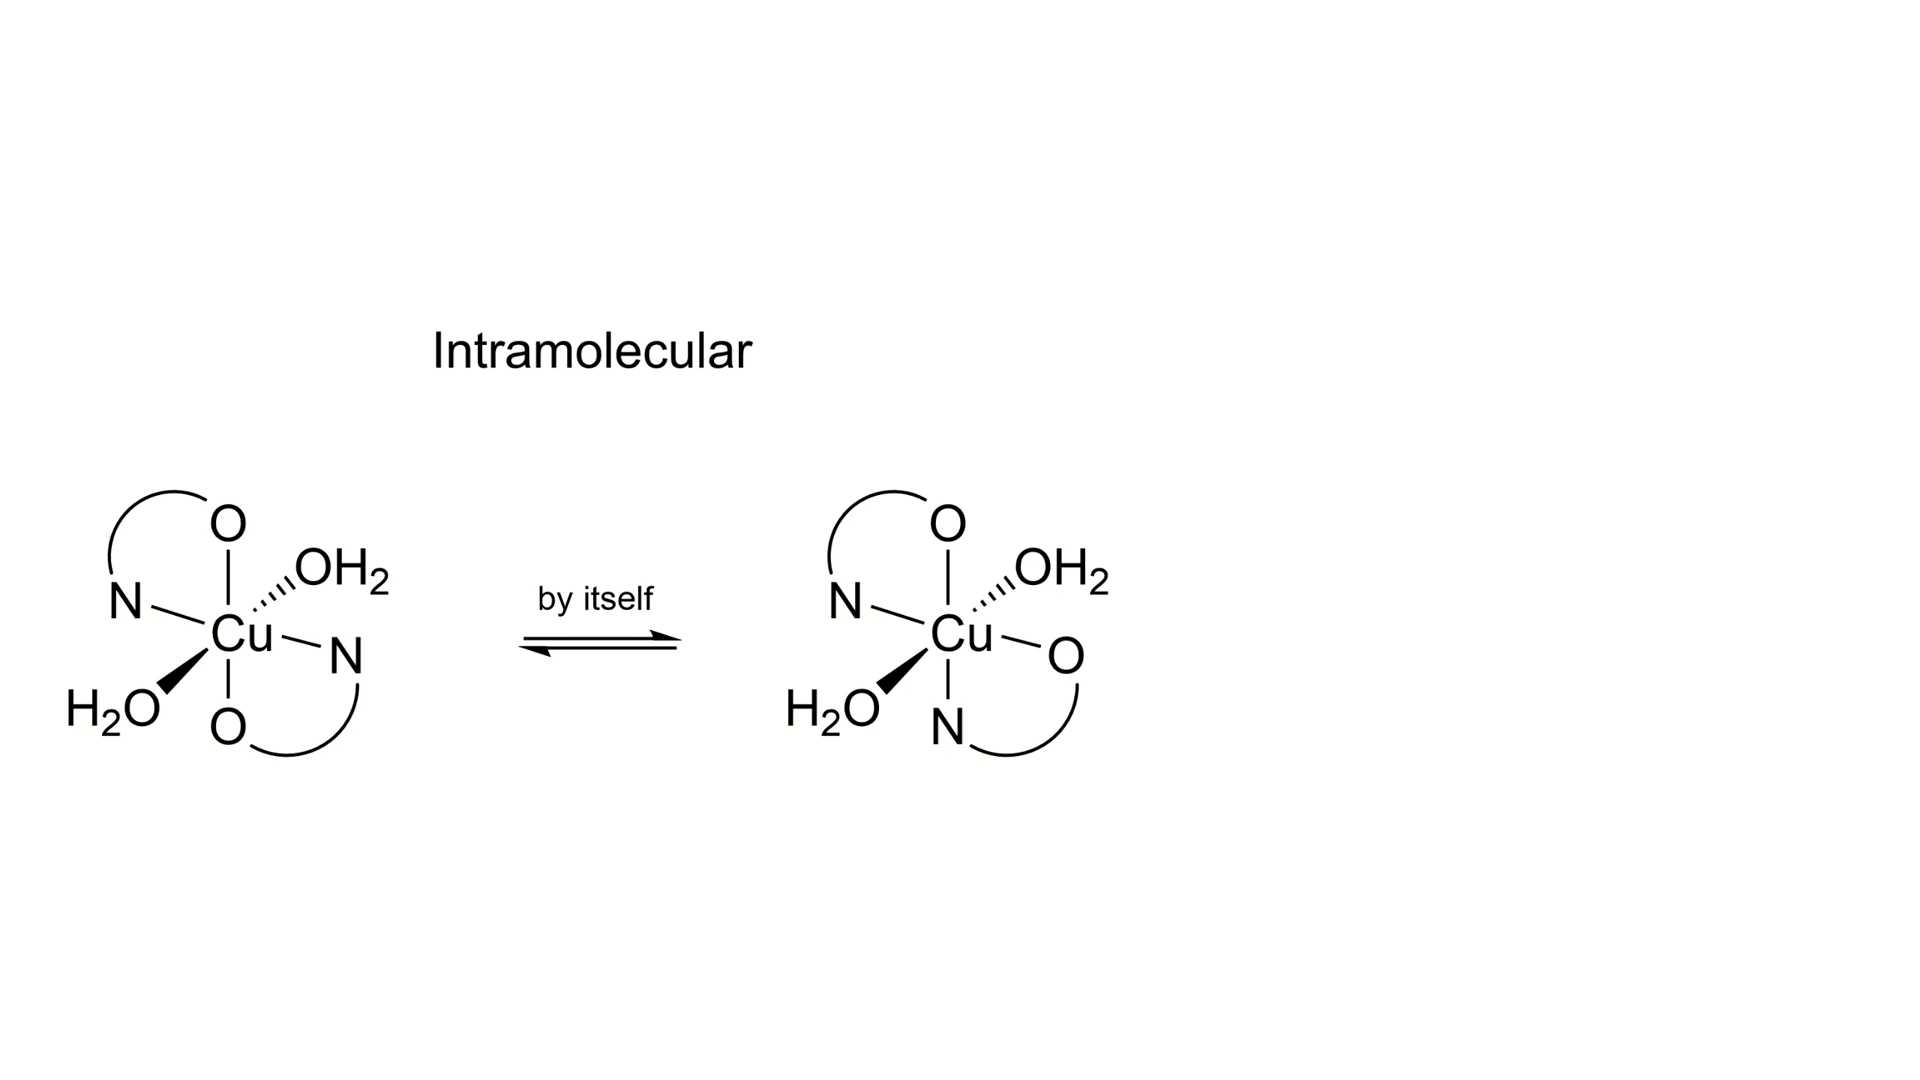 Intramolecular
O
OH₂
N
Cu
N
H₂O
O
by itself
O
OH₂
N
Cu
O
H₂O
N